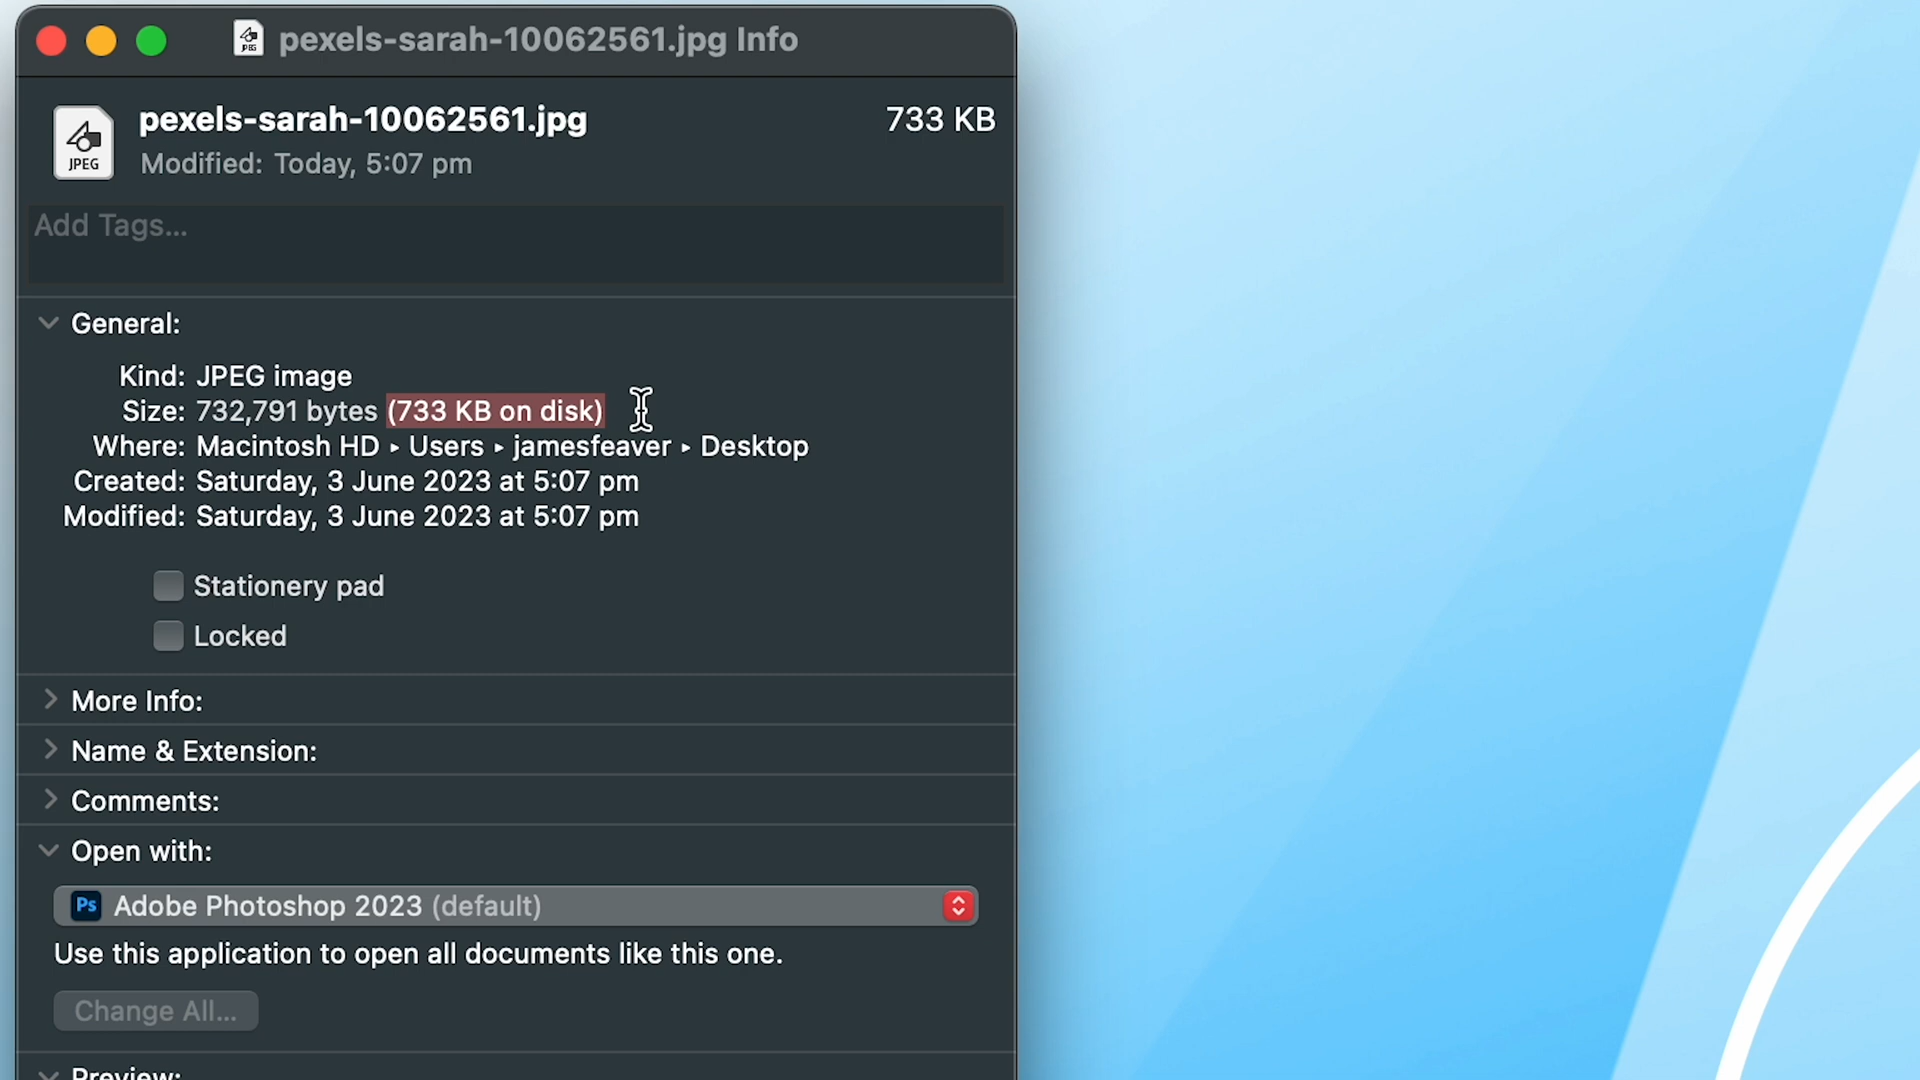 pexels-sarah-10062561.jpg Info
JPEG
pexels-sarah-10062561.jpg
733 KB
JPEG
Modified: Today, 5:07 pm
Add Tags...
General:
Kind: JPEG image
Size: 732,791 bytes (733 KB on disk)
Where: Macintosh HD ▸ Users ▸ jamesfeaver ▸ Desktop
Created: Saturday, 3 June 2023 at 5:07 pm
Modified: Saturday, 3 June 2023 at 5:07 pm
Stationery pad
Locked
More Info:
Name & Extension:
Comments:
Open with:
Ps Adobe Photoshop 2023 (default)
Use this application to open all documents like this one.
Change All...
Preview: